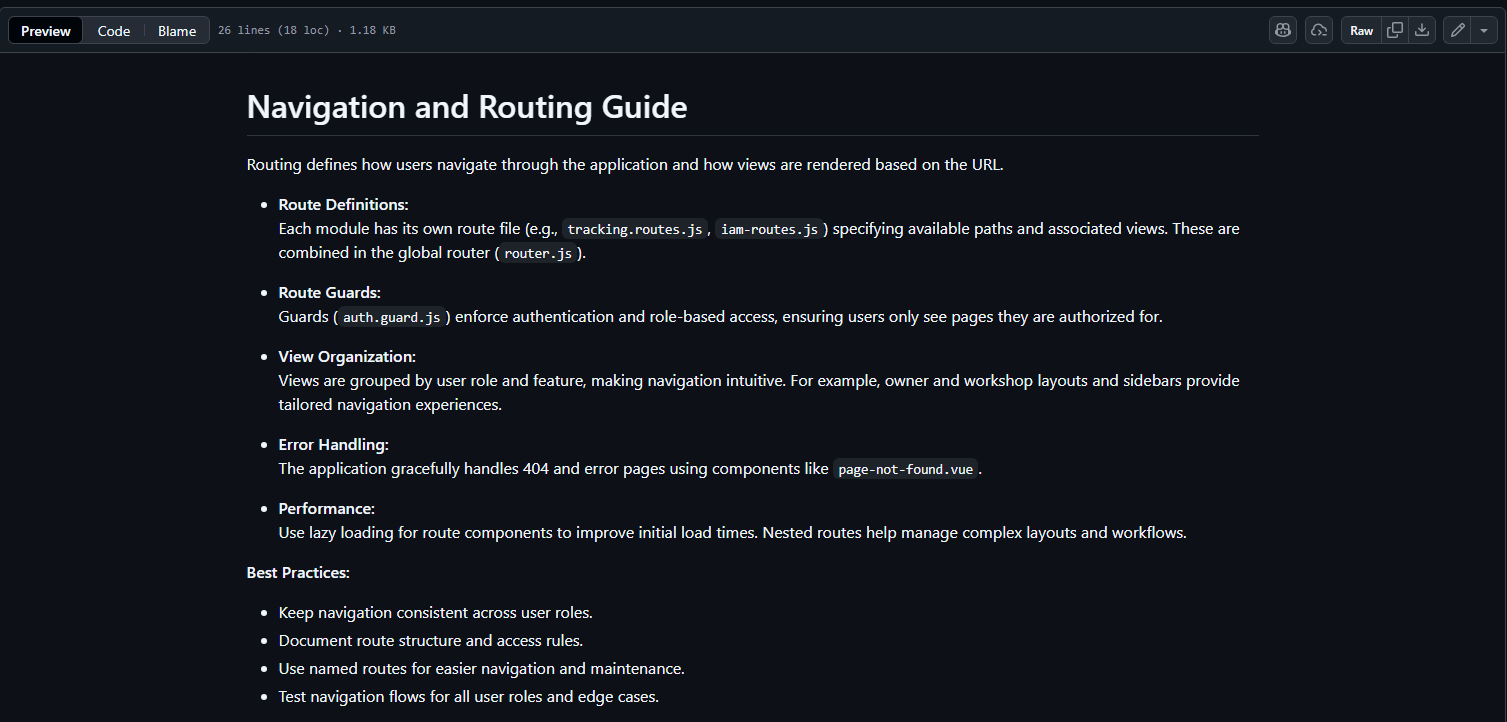 Preview Code Blame 26 lines (18 loc) · 1.18 KB Raw
Navigation and Routing Guide
Routing defines how users navigate through the application and how views are rendered based on the URL.
• Route Definitions:
Each module has its own route file (e.g., tracking.routes.js, iam-routes.js) specifying available paths and associated views. These are
combined in the global router (router.js).
• Route Guards:
Guards (auth.guard.js) enforce authentication and role-based access, ensuring users only see pages they are authorized for.
• View Organization:
Views are grouped by user role and feature, making navigation intuitive. For example, owner and workshop layouts and sidebars provide
tailored navigation experiences.
• Error Handling:
The application gracefully handles 404 and error pages using components like page-not-found.vue.
• Performance:
Use lazy loading for route components to improve initial load times. Nested routes help manage complex layouts and workflows.
Best Practices:
• Keep navigation consistent across user roles.
• Document route structure and access rules.
• Use named routes for easier navigation and maintenance.
• Test navigation flows for all user roles and edge cases.